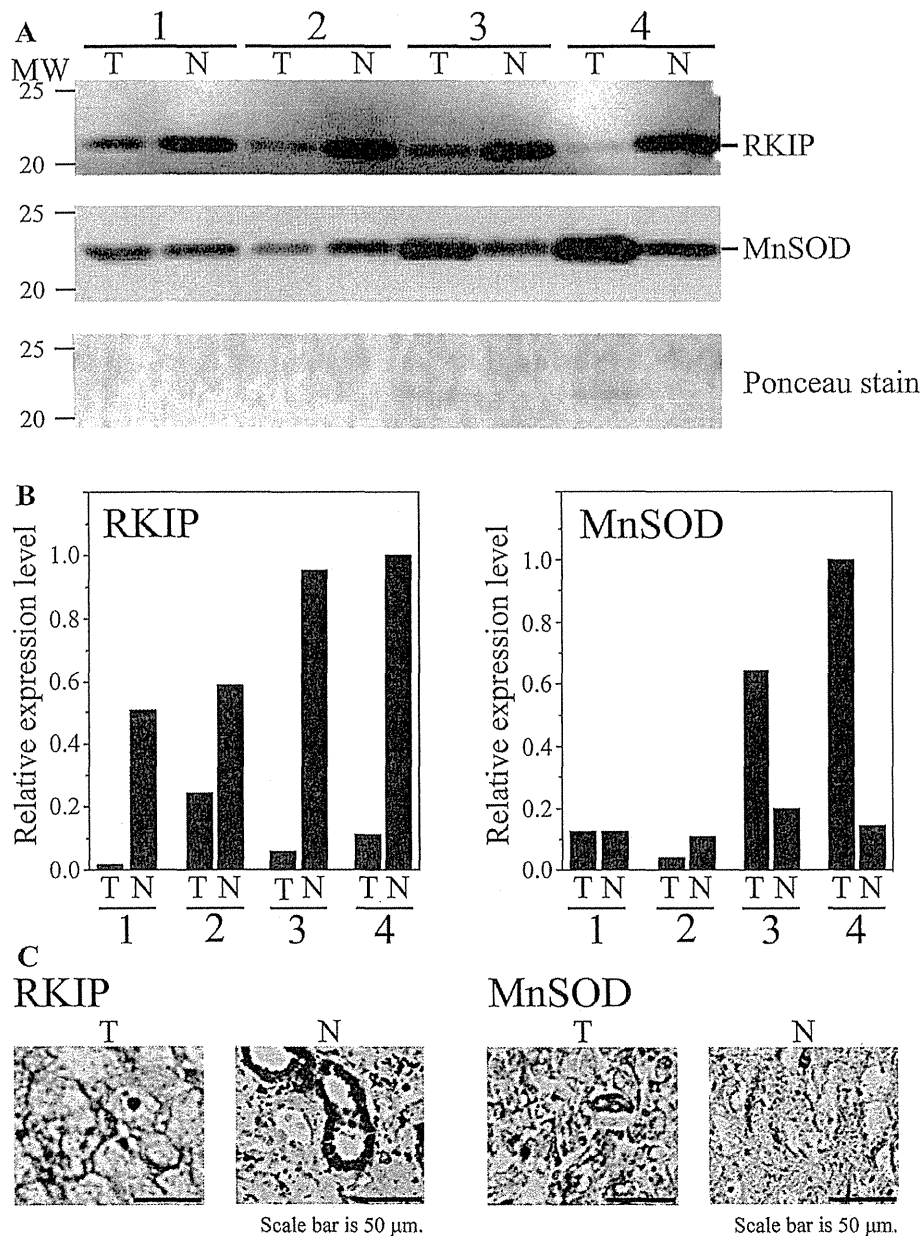 A
1 2 3 4
MW T N T N T N T N
25
20
RKIP
25
20
MnSOD
25
20
Ponceau stain
B
RKIP
Relative expression level
1.0
0.8
0.6
0.4
0.2
0.0
T N T N T N T N
1 2 3 4
MnSOD
Relative expression level
1.0
0.8
0.6
0.4
0.2
0.0
T N T N T N T N
1 2 3 4
C
RKIP
T N
Scale bar is 50 μm.
MnSOD
T N
Scale bar is 50 μm.